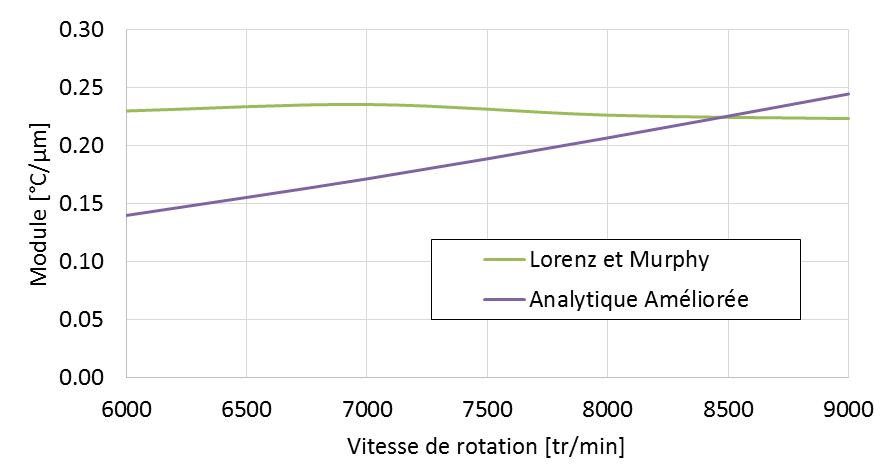 0.30
0.25
0.20
0.15
0.10
0.05
0.00
Module [°C/μm]
Lorenz et Murphy
Analytique Améliorée
6000 6500 7000 7500 8000 8500 9000
Vitesse de rotation [tr/min]